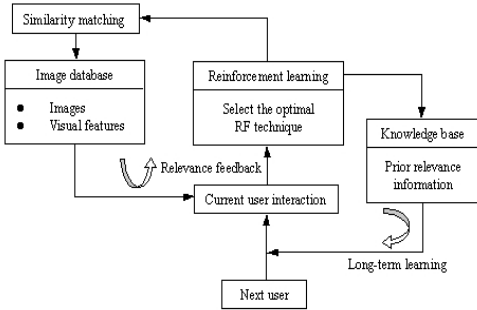 Similarity matching
Image database
Images
Visual features
Reinforcement learning
Select the optimal
RF technique
Knowledge base
Prior relevance
information
Relevance feedback
Current user interaction
Long-term learning
Next user